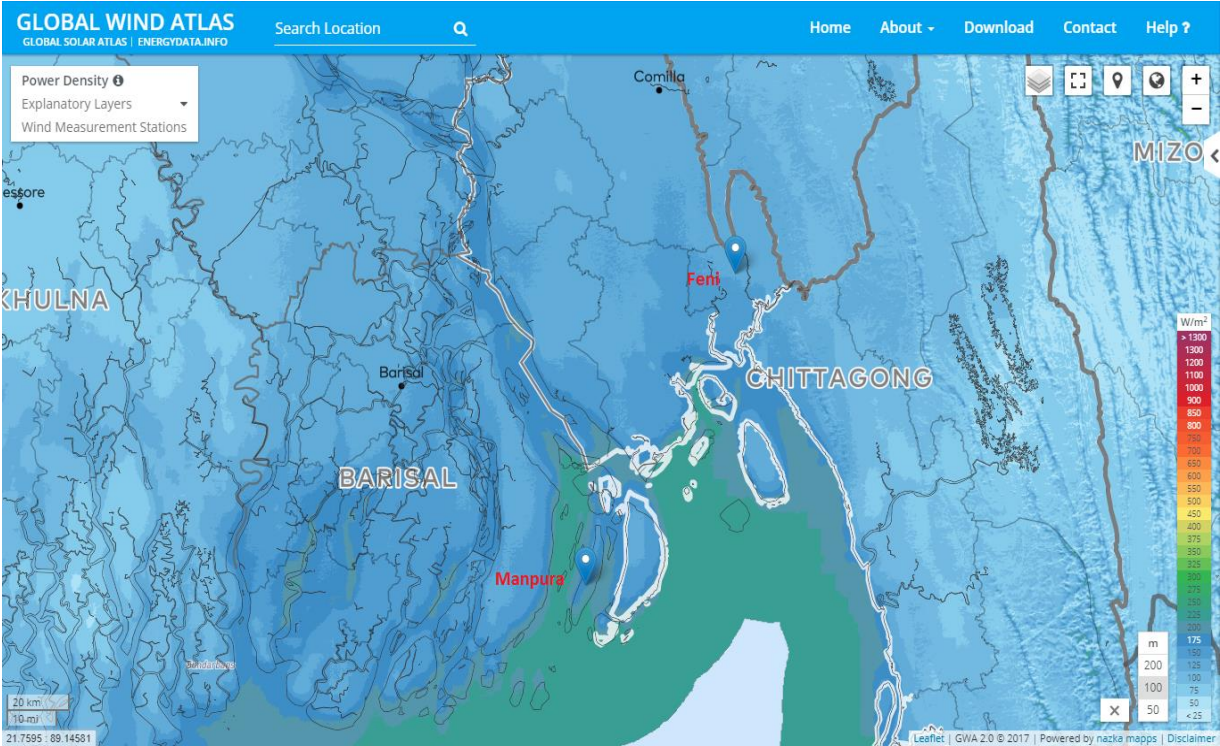 GLOBAL WIND ATLAS
GLOBAL SOLAR ATLAS | ENERGYDATA.INFO
Search Location
Home
About
Download
Contact
Help ?
Power Density
Explanatory Layers
Wind Measurement Stations
Comilla
MIZO
essore
Feni
KHULNA
Barisal
CHITTAGONG
BARISAL
Manpura
W/m²
> 1300
1300
1200
1100
1000
900
850
800
750
700
650
600
550
500
450
400
375
350
325
300
275
250
225
200
175
150
125
100
75
50
< 25
m
200
100
50
20 km
10 mi
21.7595 : 89.14581
Leaflet | GWA 2.0 © 2017 | Powered by nazka mapps | Disclaimer